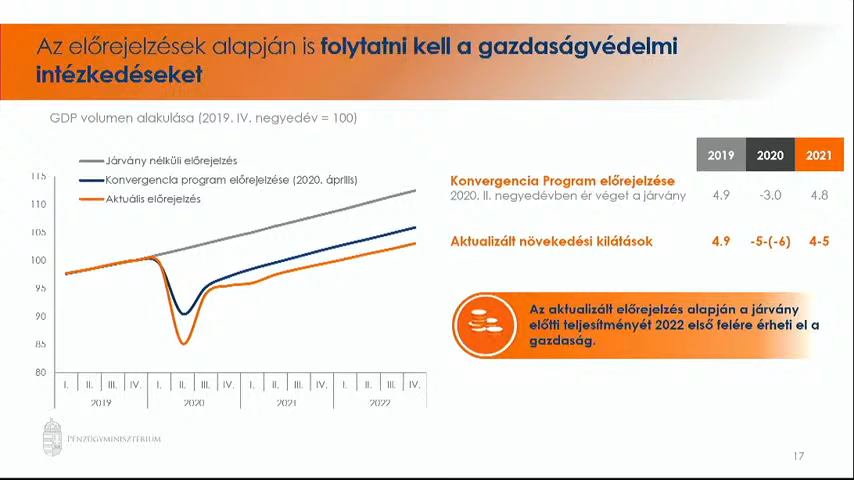 Az előrejelzések alapján is folytatni kell a gazdaságvédelmi
intézkedéseket
GDP volumen alakulása (2019. IV. negyedév = 100)
Járvány nélküli előrejelzés
Konvergencia program előrejelzése (2020. április)
Aktuális előrejelzés
115
110
105
100
95
90
85
80
I. II. III. IV. I. II. III. IV. I. II. III. IV. I. II. III. IV.
2019 2020 2021 2022
2019 2020 2021
Konvergencia Program előrejelzése
2020. II. negyedévben ér véget a járvány 4.9 -3.0 4.8
Aktualizált növekedési kilátások 4.9 -5-(-6) 4-5
Az aktualizált előrejelzés alapján a járvány
előtti teljesítményét 2022 első felére érheti el a
gazdaság.
PÉNZÜGYMINISZTÉRIUM
17